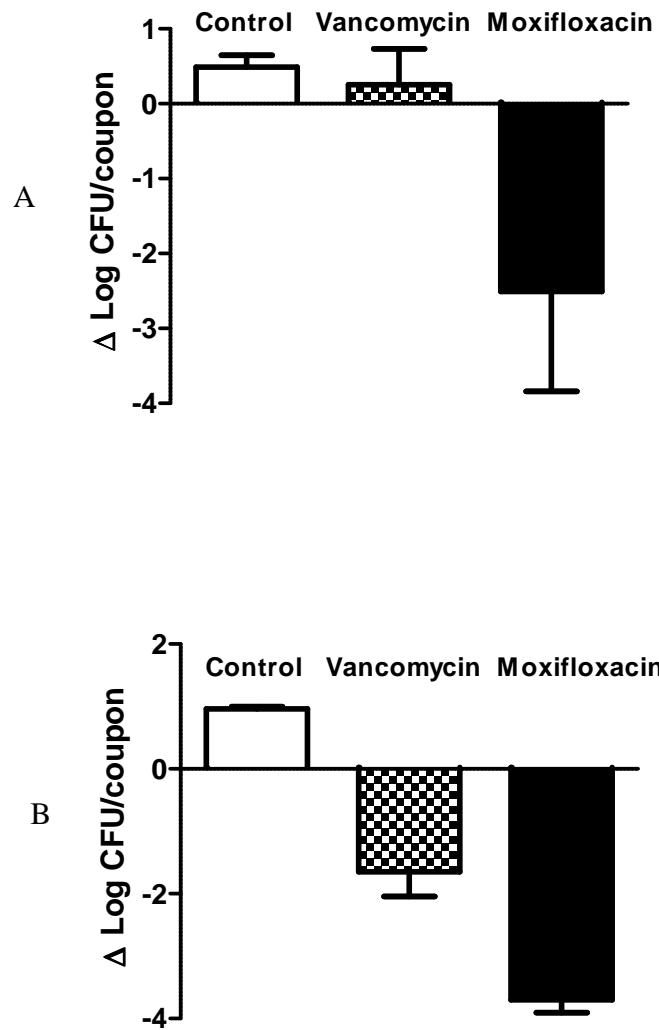 Control Vancomycin Moxifloxacin
1
0
-1
-2
-3
-4
Δ Log CFU/coupon
A
Control Vancomycin Moxifloxacin
2
0
-2
-4
Δ Log CFU/coupon
B